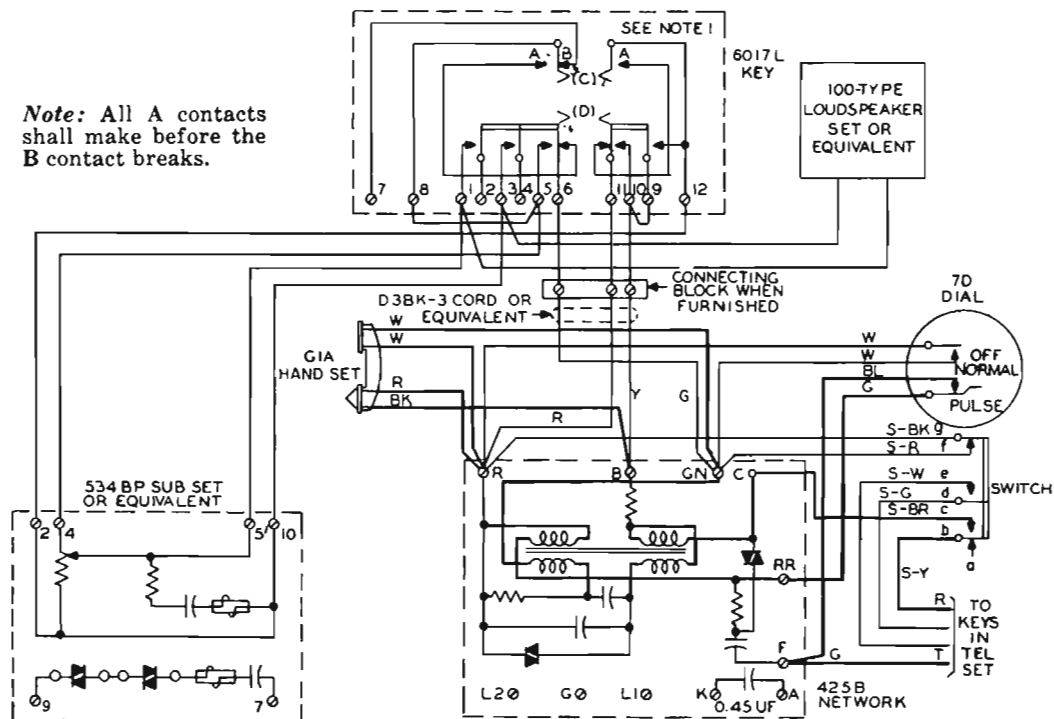 SEE NOTE 1
6017L
KEY
A B A
(C)
(D)
7 8 1 2 3 4 5 6 11 10 9 12
Note: All A contacts
shall make before the
B contact breaks.
100-TYPE
LOUDSPEAKER
SET OR
EQUIVALENT
CONNECTING
BLOCK WHEN
FURNISHED
D3BK-3 CORD OR
EQUIVALENT
7D
DIAL
W
W
G1A
HAND SET
R
BK
R
Y
G
W
W
BL
G
OFF
NORMAL
PULSE
S-BK g
S-R f
S-W e
S-G d
S-BR c
b
a
SWITCH
S-Y
R
T
TO
KEYS
IN
TEL
SET
534 BP SUB SET
OR EQUIVALENT
2 4 5 10
9 7
R B GN C
RR
F
G
L2 G L1 K A
0.45 UF
425B
NETWORK